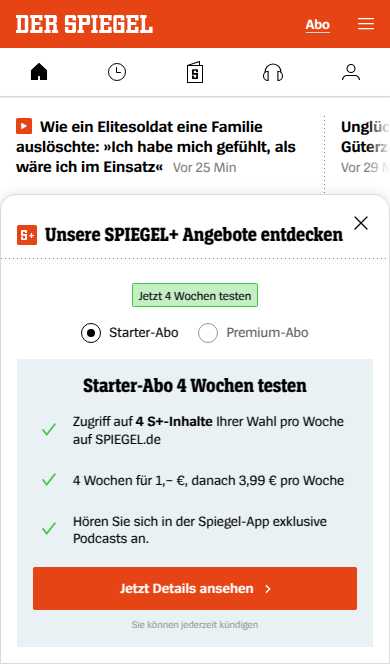 DER SPIEGEL
Abo
Wie ein Elitesoldat eine Familie
auslöschte: »Ich habe mich gefühlt, als
wäre ich im Einsatz« Vor 25 Min
Güterz
Vor 29
S+ Unsere SPIEGEL+ Angebote entdecken
Jetzt 4 Wochen testen
Starter-Abo
Premium-Abo
Starter-Abo 4 Wochen testen
Zugriff auf 4 S+-Inhalte Ihrer Wahl pro Woche
auf SPIEGEL.de
4 Wochen für 1,– €, danach 3,99 € pro Woche
Hören Sie sich in der Spiegel-App exklusive
Podcasts an.
Jetzt Details ansehen
Sie können jederzeit kündigen